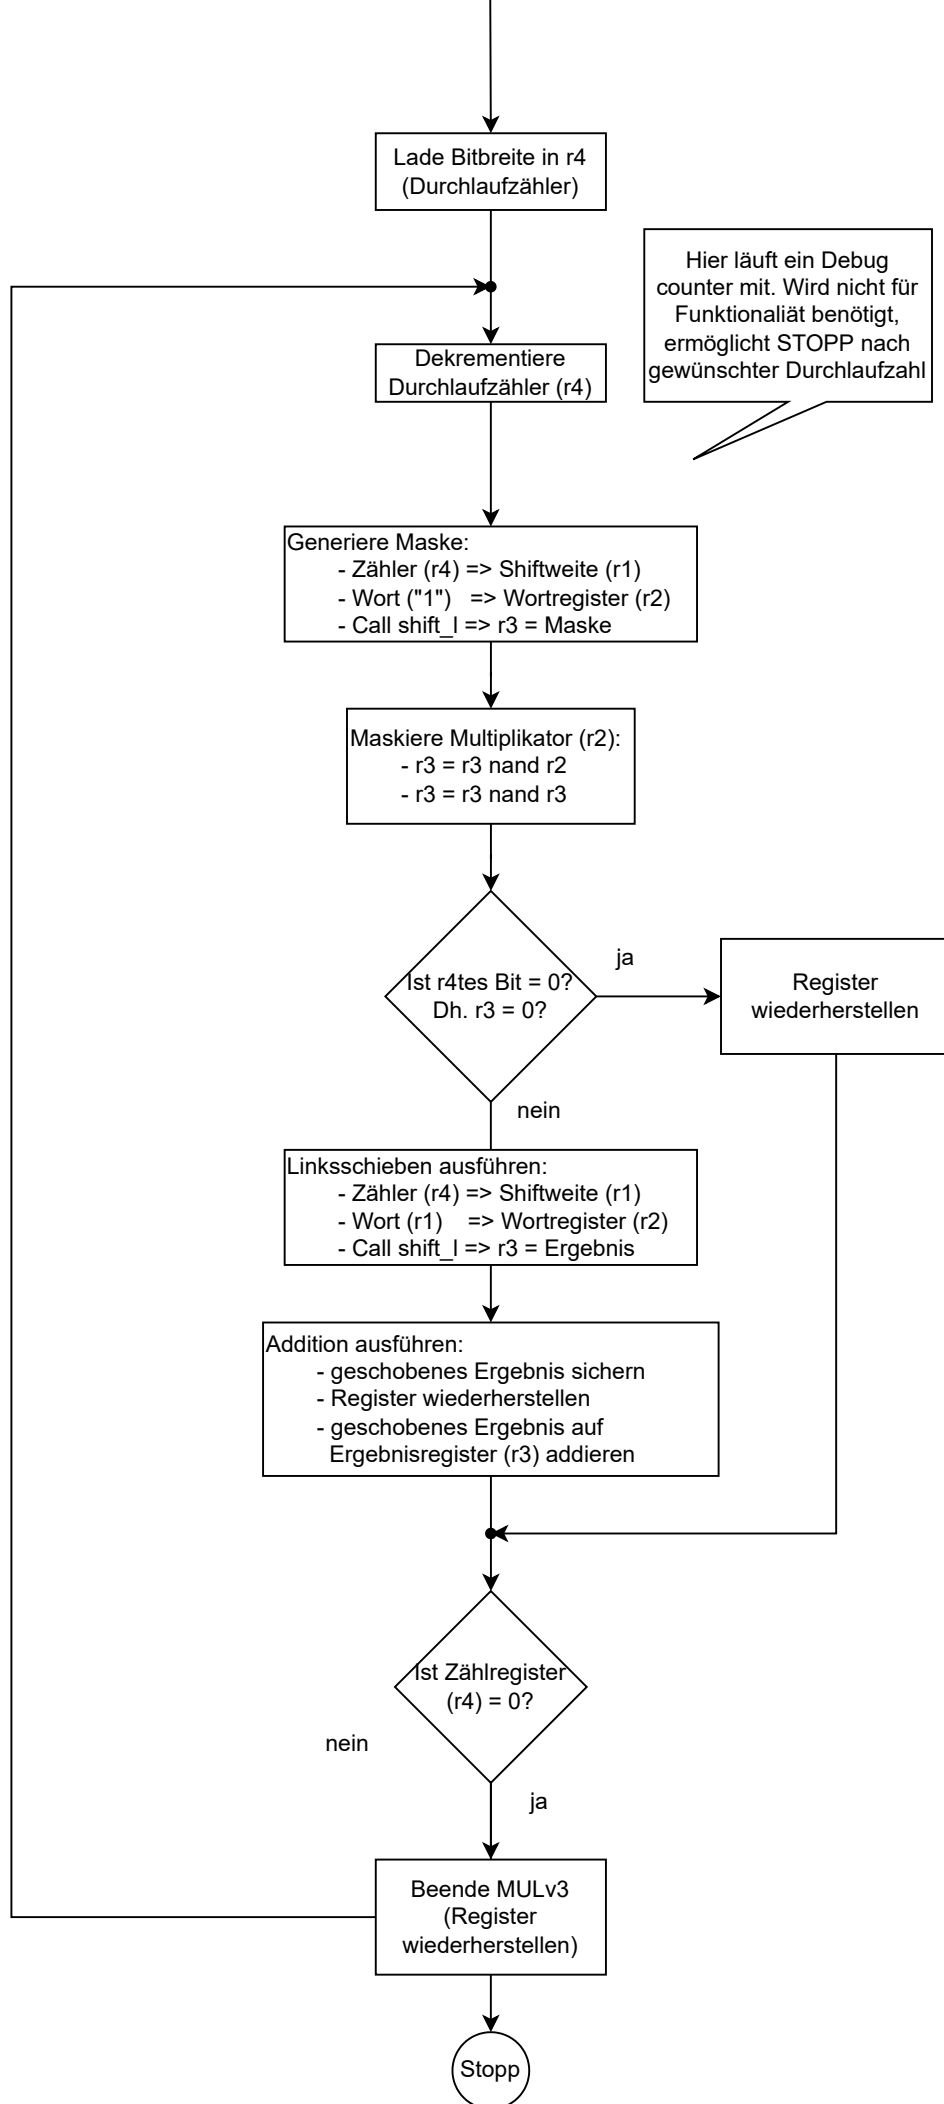 Lade Bitbreite in r4
(Durchlaufzähler)
Hier läuft ein Debug
counter mit. Wird nicht für
Funktionaliät benötigt,
ermöglicht STOPP nach
gewünschter Durchlaufzahl
Dekrementiere
Durchlaufzähler (r4)
Generiere Maske:
- Zähler (r4) => Shiftweite (r1)
- Wort ("1") => Wortregister (r2)
- Call shift_l => r3 = Maske
Maskiere Multiplikator (r2):
- r3 = r3 nand r2
- r3 = r3 nand r3
Ist r4tes Bit = 0?
Dh. r3 = 0?
ja
Register
wiederherstellen
nein
Linksschieben ausführen:
- Zähler (r4) => Shiftweite (r1)
- Wort (r1) => Wortregister (r2)
- Call shift_l => r3 = Ergebnis
Addition ausführen:
- geschobenes Ergebnis sichern
- Register wiederherstellen
- geschobenes Ergebnis auf
Ergebnisregister (r3) addieren
Ist Zählregister
(r4) = 0?
nein
ja
Beende MULv3
(Register
wiederherstellen)
Stopp